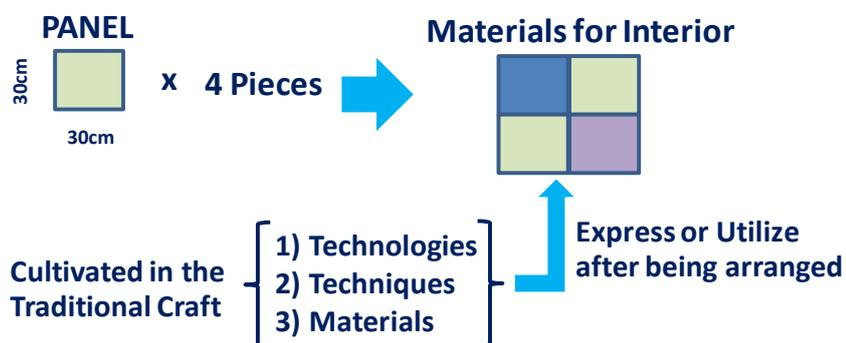 PANEL
30cm
x 4 Pieces
30cm
Materials for Interior
Cultivated in the
Traditional Craft
1) Technologies
2) Techniques
3) Materials
Express or Utilize
after being arranged